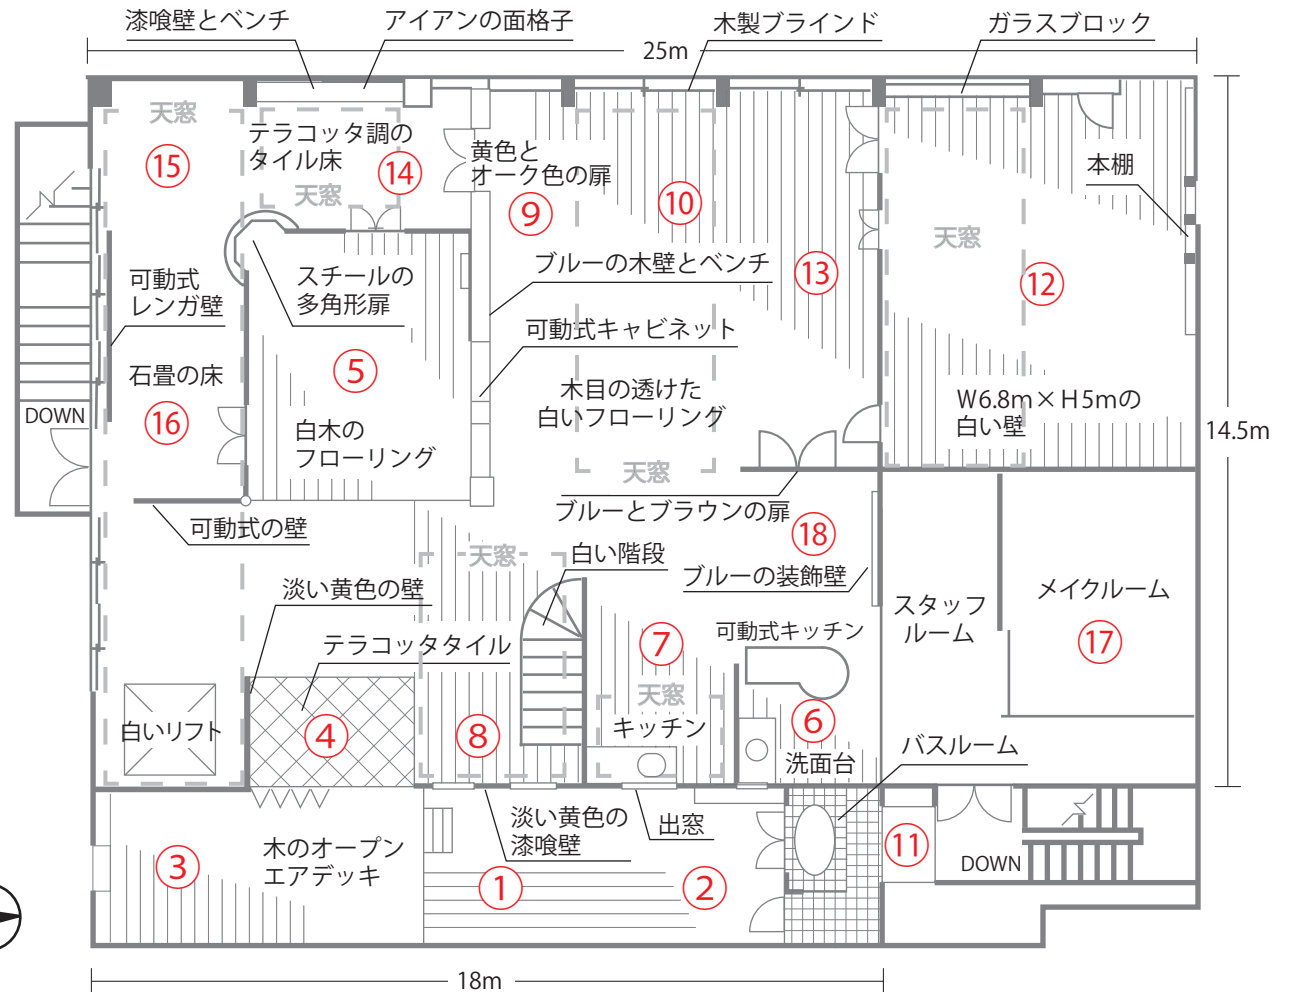 漆喰壁とベンチ
アイアンの面格子
木製ブラインド
ガラスブロック
25m
天窓
テラコッタ調の
タイル床
天窓
⑮
⑭
黄色と
オーク色の扉
⑨
⑩
本棚
天窓
可動式
レンガ壁
スチールの
多角形扉
ブルーの木壁とベンチ
⑬
⑫
可動式キャビネット
石畳の床
⑤
DOWN
⑯
白木の
フローリング
木目の透けた
白いフローリング
W6.8m×H5mの
白い壁
14.5m
天窓
可動式の壁
ブルーとブラウンの扉
⑱
天窓
白い階段
ブルーの装飾壁
淡い黄色の壁
スタッフ
ルーム
メイクルーム
⑰
テラコッタタイル
⑦
可動式キッチン
天窓
白いリフト
④
⑧
キッチン
⑥
洗面台
バスルーム
淡い黄色の
漆喰壁
出窓
③
木のオープン
エアデッキ
①
②
⑪
DOWN
18m